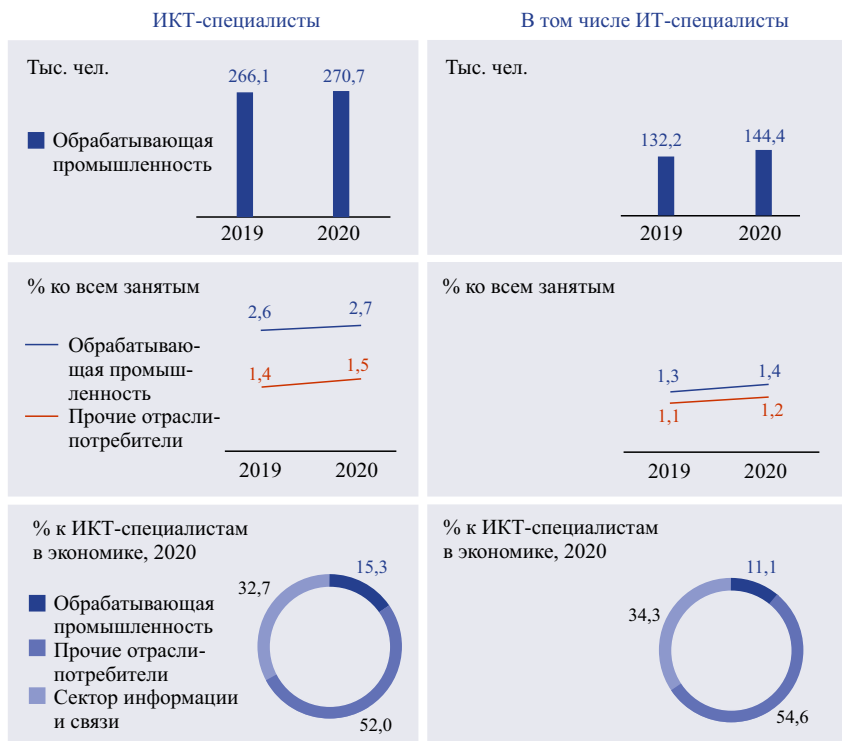 ИКТ-специалисты
Тыс. чел.
266,1
270,7
Обрабатывающая
промышленность
2019
2020
% ко всем занятым
2,6
2,7
Обрабатываю-
щая промыш-
ленность
1,4
1,5
Прочие отрасли-
потребители
2019
2020
% к ИКТ-специалистам
в экономике, 2020
15,3
32,7
Обрабатывающая
промышленность
Прочие отрасли-
потребители
Сектор информации
и связи
52,0
В том числе ИТ-специалисты
Тыс. чел.
132,2
144,4
2019
2020
% ко всем занятым
1,3
1,4
1,1
1,2
2019
2020
% к ИКТ-специалистам
в экономике, 2020
11,1
34,3
54,6